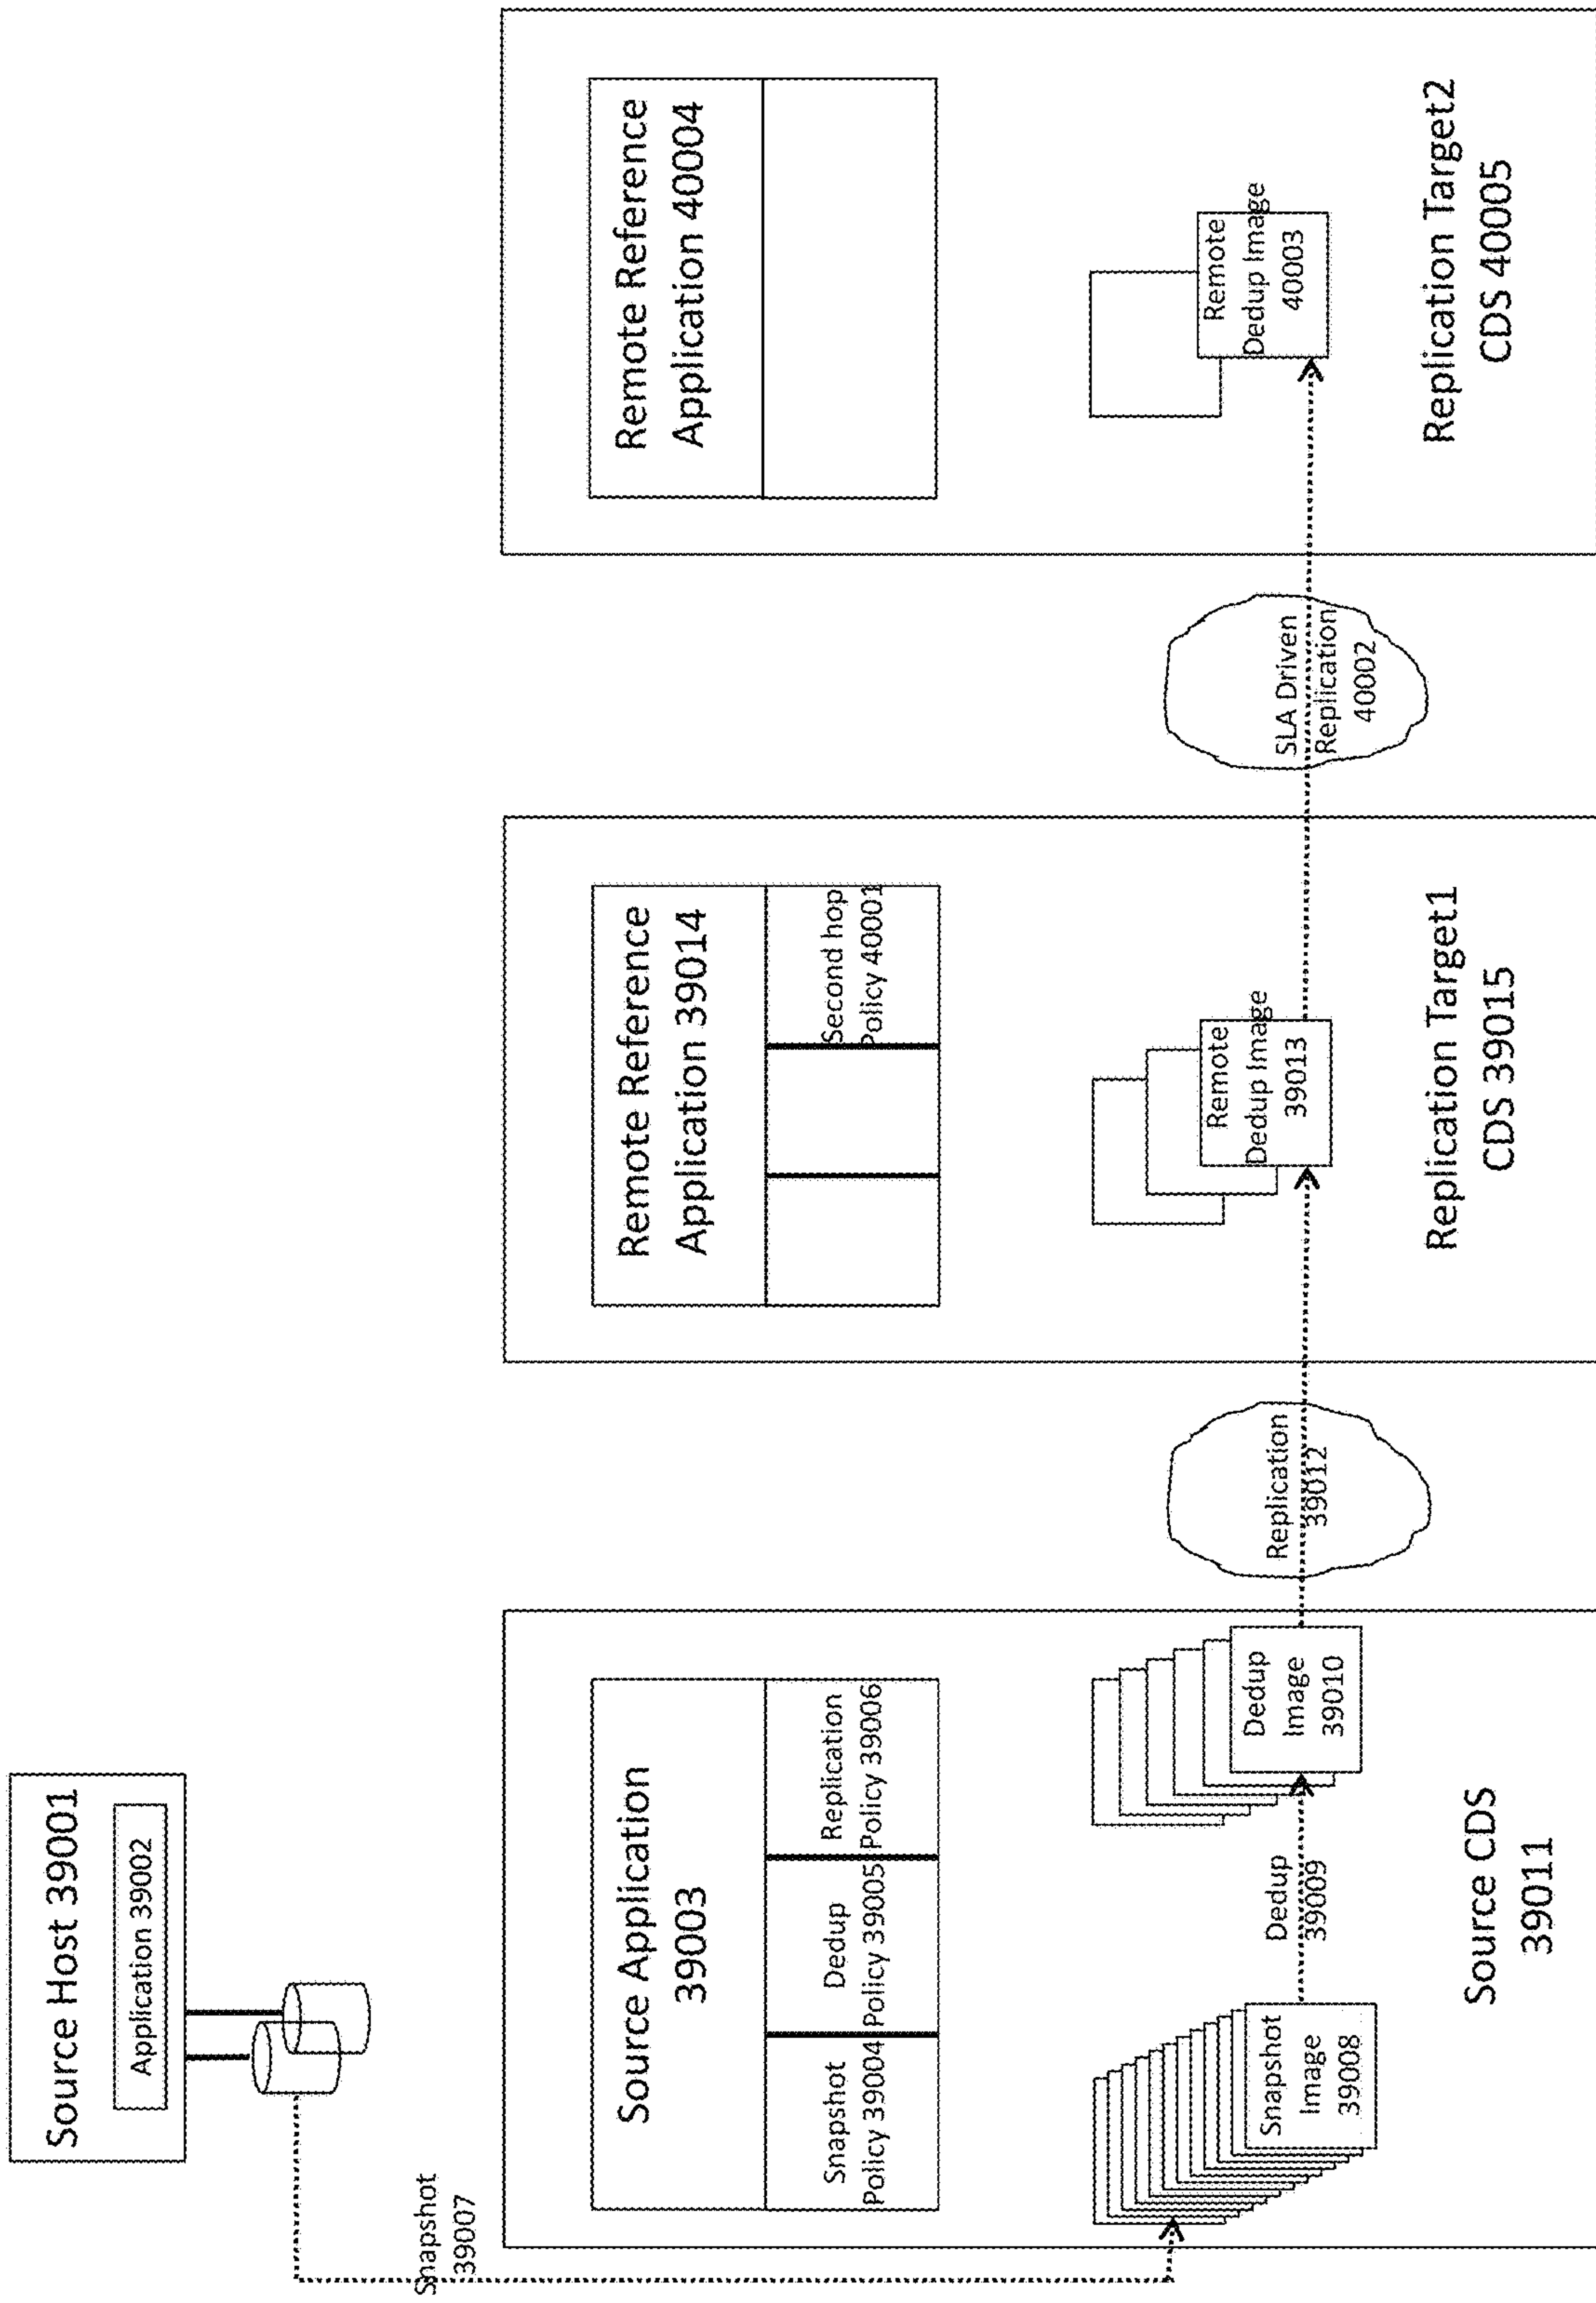 Source Host 39001
Application 39002
Snapshot
39007
Source Application
39003
Snapshot
Policy 39004
Dedup
Policy 39005
Replication
Policy 39006
Snapshot
Image
39008
Dedup
39009
Dedup
Image
39010
Source CDS
39011
Replication
39012
Remote Reference
Application 39014
Second hop
Policy 40001
Remote
Dedup Image
39013
Replication Target1
CDS 39015
SLA Driven
Replication
40002
Remote Reference
Application 40004
Remote
Dedup Image
40003
Replication Target2
CDS 40005